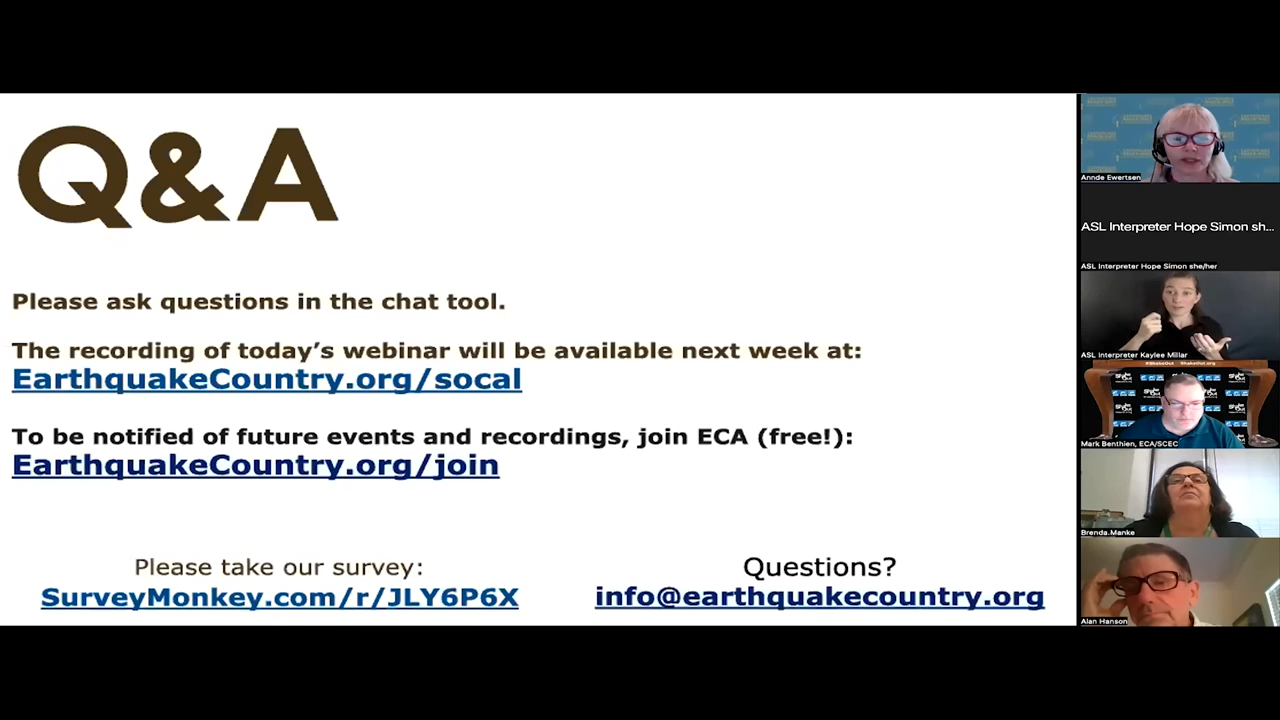 Q&A
Please ask questions in the chat tool.
The recording of today's webinar will be available next week at:
EarthquakeCountry.org/socal
To be notified of future events and recordings, join ECA (free!):
EarthquakeCountry.org/join
Please take our survey:
SurveyMonkey.com/r/JLY6P6X
Questions?
info@earthquakecountry.org
Annde Ewertsen
ASL Interpreter Hope Simon sh...
ASL Interpreter Hope Simon she/her
ASL Interpreter Kaylee Millar
#ShakeOut ShakeOut.org
Mark Benthien, ECA/SCEC
Brenda.Manke
Alan Hanson